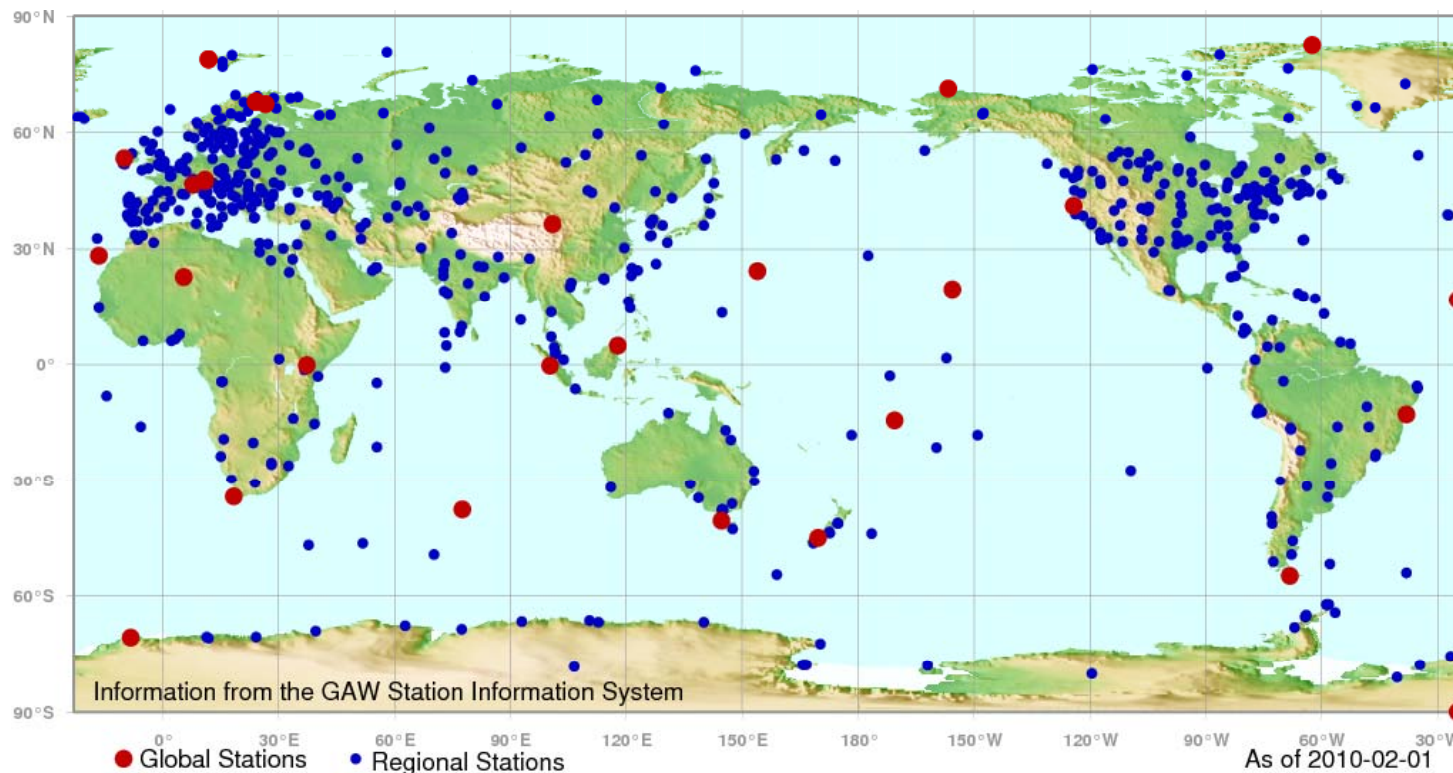 90°N
60°N
30°N
0°
30°S
60°S
90°S
Information from the GAW Station Information System
0° 30°E 60°E 90°E 120°E 150°E 180° 150°W 120°W 90°W 60°W 30°W
Global Stations Regional Stations As of 2010-02-01